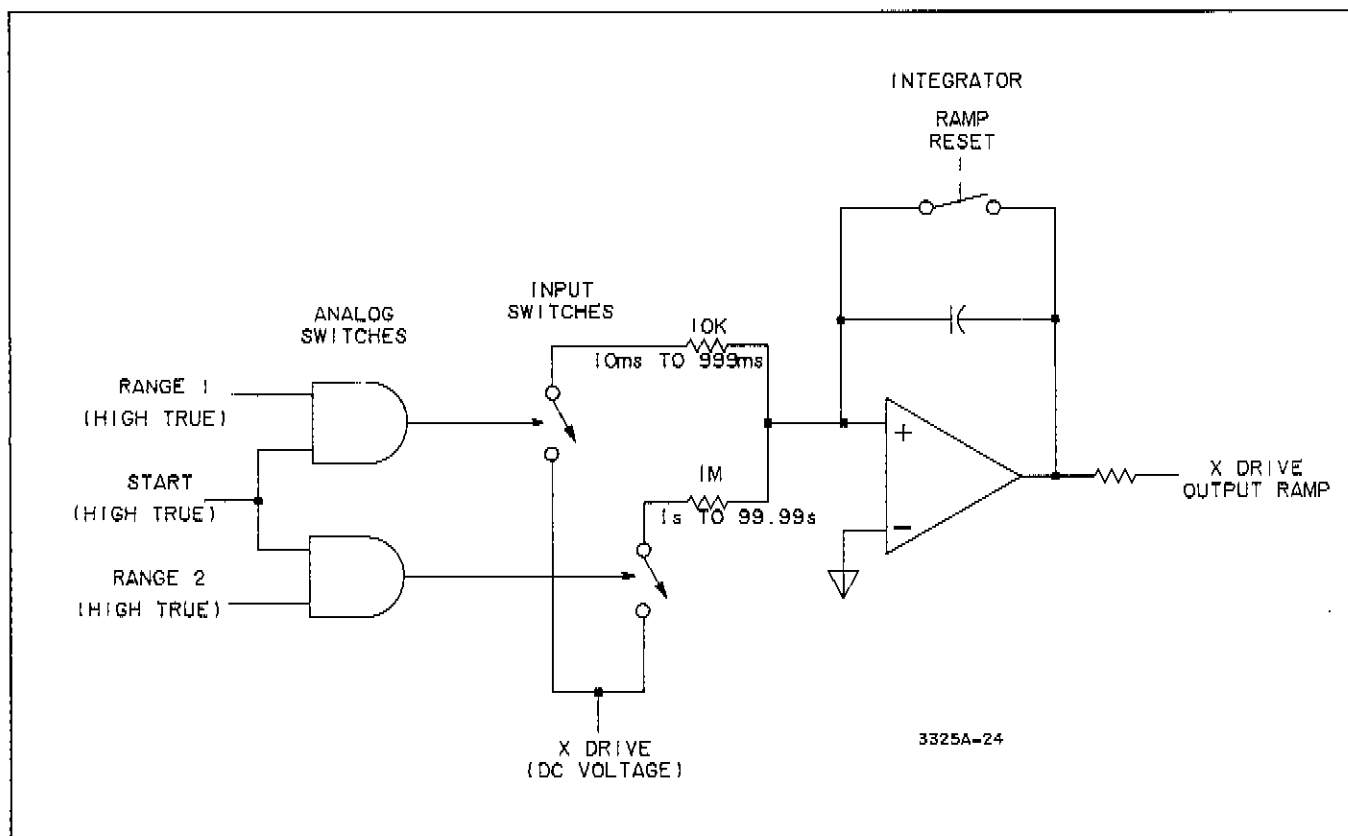 INTEGRATOR
RAMP
RESET
INPUT
SWITCHES
ANALOG
SWITCHES
10K
10ms TO 999ms
RANGE 1
(HIGH TRUE)
+
1M
1s TO 99.99s
START
(HIGH TRUE)
X DRIVE
OUTPUT RAMP
−
RANGE 2
(HIGH TRUE)
X DRIVE
(DC VOLTAGE)
3325A-24